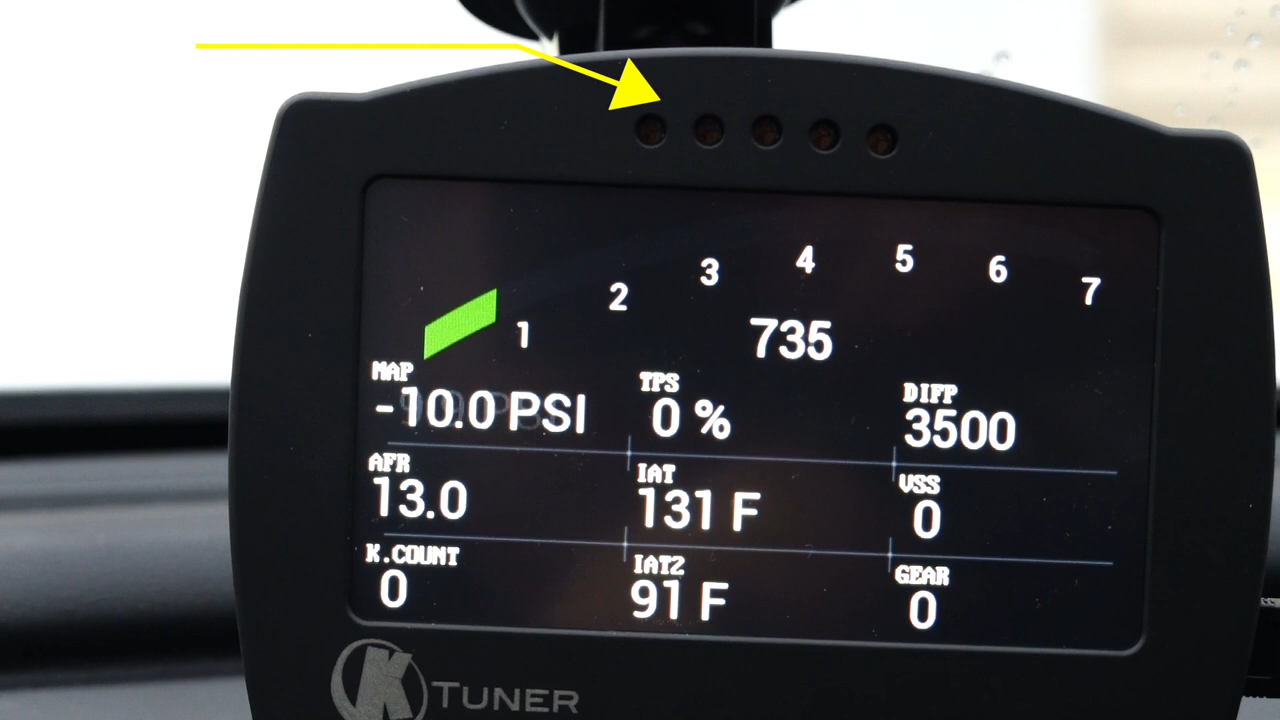 1 2 3 4 5 6 7
735
MAP TPS DIFP
-10.0 PSI 0 % 3500
AFR IAT VSS
13.0 131 F 0
K.COUNT IAT2 GEAR
0 91 F 0
K TUNER